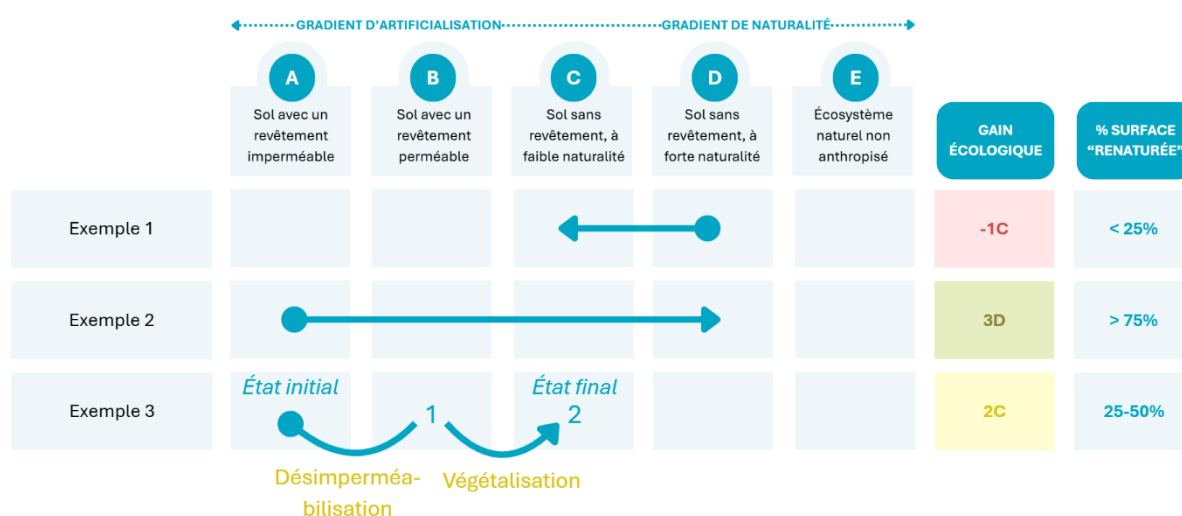 GRADIENT D'ARTIFICIALISATION
GRADIENT DE NATURALITÉ
A
B
C
D
E
Sol avec un
revêtement
imperméable
Sol avec un
revêtement
perméable
Sol sans
revêtement, à
faible naturalité
Sol sans
revêtement, à
forte naturalité
Écosystème
naturel non
anthropisé
GAIN
ÉCOLOGIQUE
% SURFACE
“RENATURÉE”
Exemple 1
-1C
< 25%
Exemple 2
3D
> 75%
Exemple 3
État initial
1
État final
2
2C
25-50%
Désimperméa-
bilisation
Végétalisation